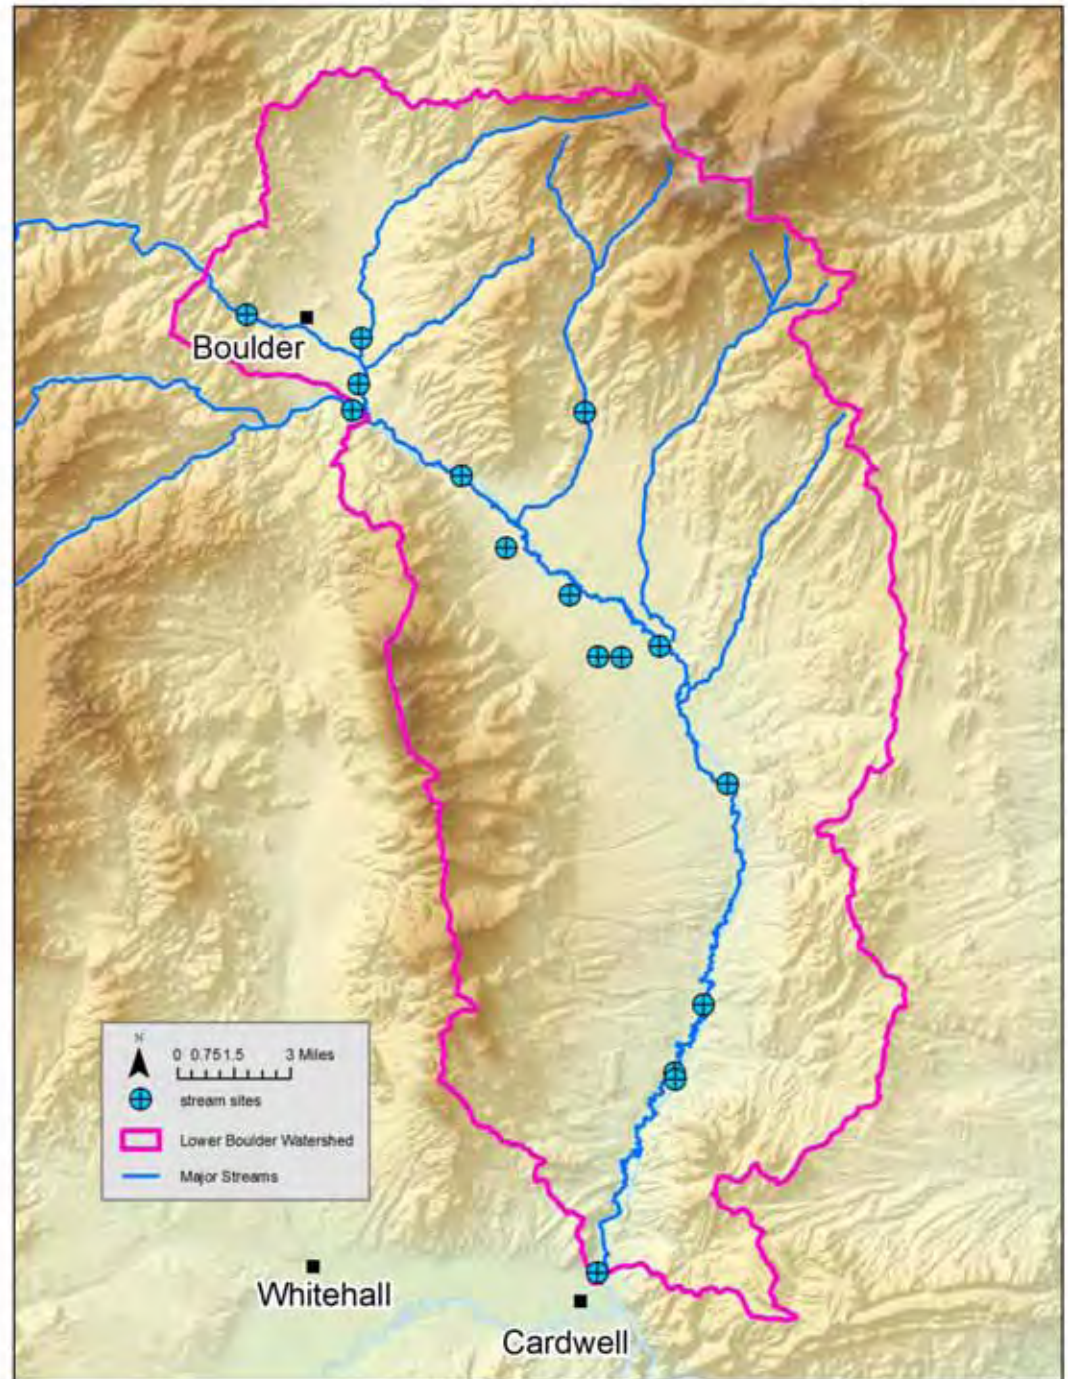 Boulder
N
0 0.751.5 3 Miles
stream sites
Lower Boulder Watershed
Major Streams
Whitehall
Cardwell